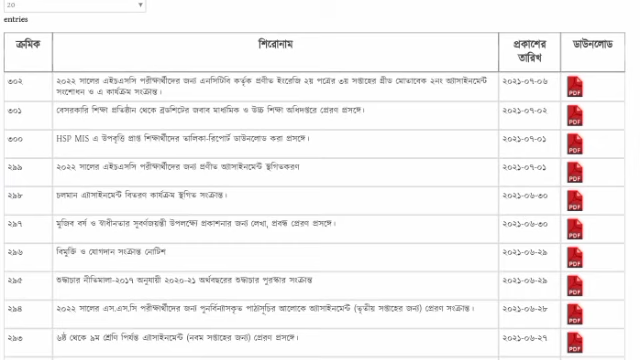 20
entries
ক্রমিক শিরোনাম প্রকাশের তারিখ ডাউনলোড
৩০২ ২০২২ সালের এইচএসসি পরীক্ষার্থীদের জন্য এনসিটিবি কর্তৃক প্রণীত ইংরেজি ২য় পত্রের ৩য় সপ্তাহের গ্রীড মোতাবেক ২নং অ্যাসাইনমেন্ট ২০২১-০৭-০৬ PDF
সংশোধন ও এ কার্যক্রম সংক্রান্ত।
৩০১ বেসরকারি শিক্ষা প্রতিষ্ঠান থেকে ব্রডশিটের জবাব মাধ্যমিক ও উচ্চ শিক্ষা অধিদপ্তরে প্রেরণ প্রসঙ্গে। ২০২১-০৭-০২ PDF
৩০০ HSP MIS এ উপবৃত্তি প্রাপ্ত শিক্ষার্থীদের তালিকা-রিপোর্ট ডাউনলোড করা প্রসঙ্গে। ২০২১-০৭-০১ PDF
২৯৯ ২০২২ সালের এইচএসসি পরীক্ষার্থীদের জন্য প্রণীত অ্যাসাইনমেন্ট স্থগিতকরণ ২০২১-০৭-০১ PDF
২৯৮ চলমান এ্যাসাইনমেন্ট বিতরণ কার্যক্রম স্থগিত সংক্রান্ত। ২০২১-০৬-৩০ PDF
২৯৭ মুজিব বর্ষ ও স্বাধীনতার সুবর্ণজয়ন্তী উপলক্ষ্যে প্রকাশনার জন্য লেখা, প্রবন্ধ প্রেরণ প্রসঙ্গে। ২০২১-০৬-৩০ PDF
২৯৬ বিমুক্তি ও যোগদান সংক্রান্ত নোটিশ ২০২১-০৬-২৯ PDF
২৯৫ শুদ্ধাচার নীতিমালা-২০১৭ অনুযায়ী ২০২০-২১ অর্থবছরের শুদ্ধাচার পুরস্কার সংক্রান্ত ২০২১-০৬-২৯ PDF
২৯৪ ২০২২ সালের এস.এস.সি পরীক্ষার্থীদের জন্য পুনর্বিন্যাসকৃত পাঠ্যসূচির আলোকে অ্যাসাইনমেন্ট (তৃতীয় সপ্তাহের জন্য) প্রেরণ সংক্রান্ত। ২০২১-০৬-২৮ PDF
২৯৩ ৬ষ্ঠ থেকে ৯ম শ্রেণি পির্যন্ত এ্যাসাইনমেন্ট (নবম সপ্তাহের জন্য) প্রেরণ প্রসঙ্গে। ২০২১-০৬-২৭ PDF